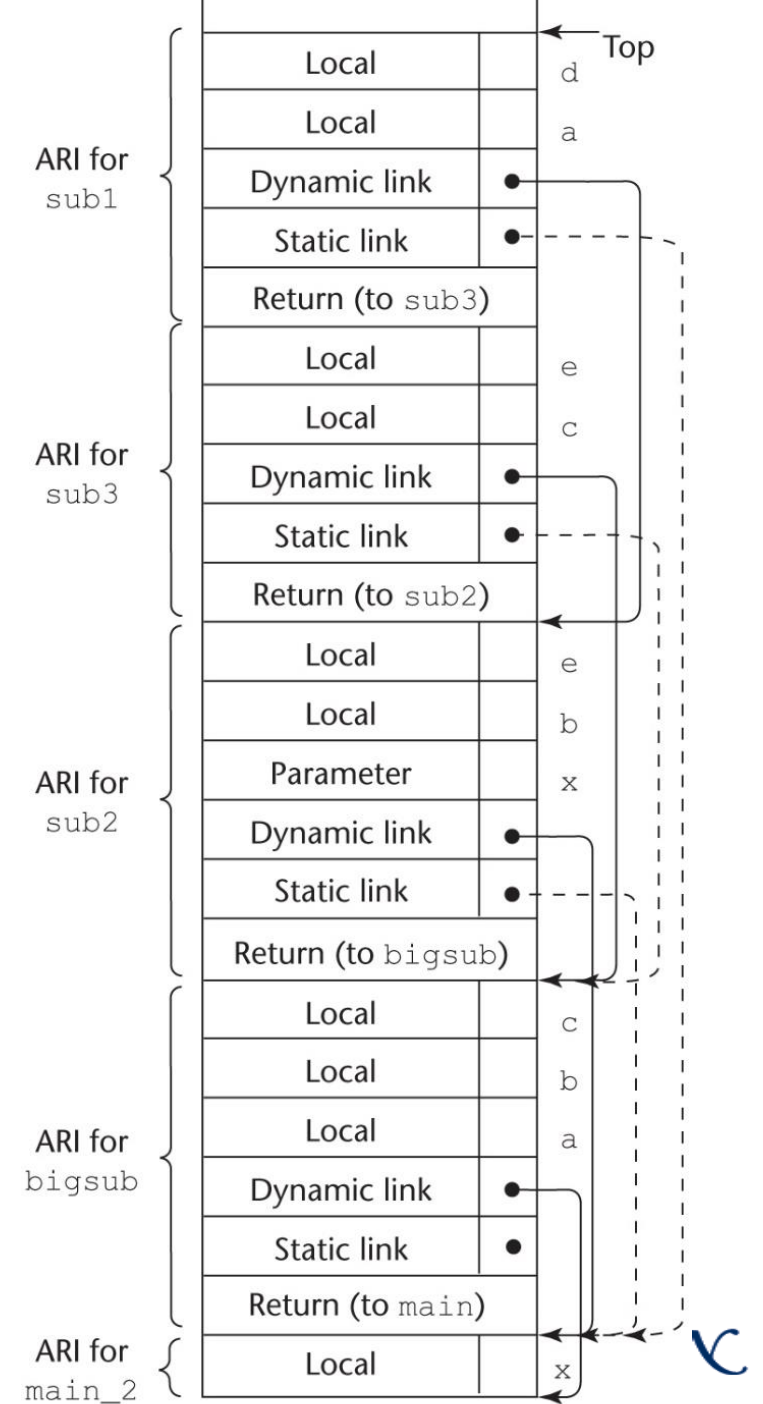 Top
Local
d
Local
a
ARI for
sub1
Dynamic link
Static link
Return (to sub3)
Local
e
Local
c
ARI for
sub3
Dynamic link
Static link
Return (to sub2)
Local
e
Local
b
Parameter
x
ARI for
sub2
Dynamic link
Static link
Return (to bigsub)
Local
c
Local
b
Local
a
ARI for
bigsub
Dynamic link
Static link
Return (to main)
ARI for
main_2
Local
x